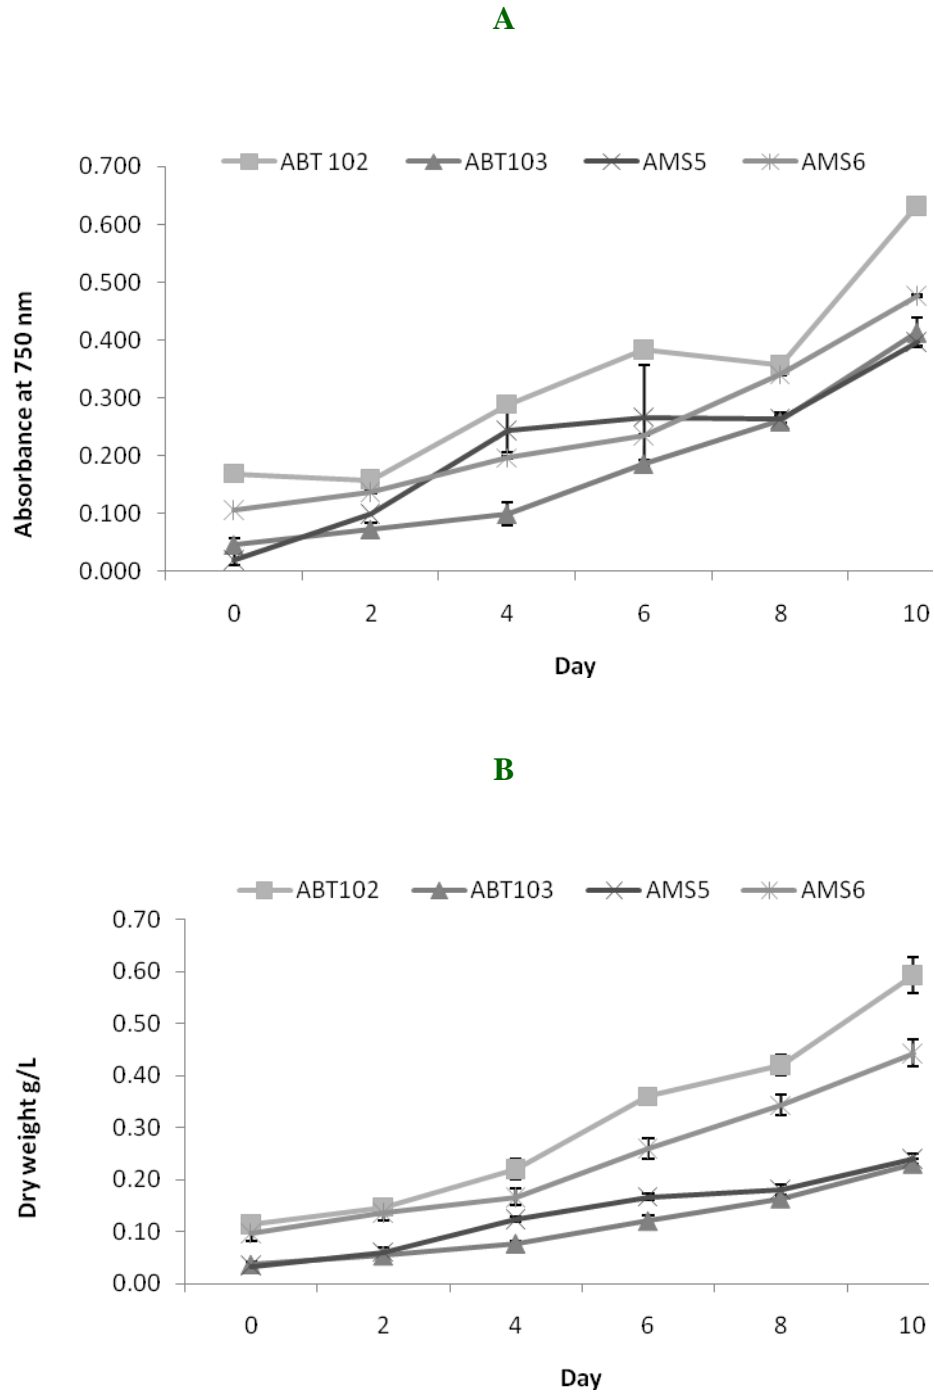 A
ABT 102 ABT103 AMS5 AMS6
0.700
0.600
0.500
0.400
0.300
0.200
0.100
0.000
Absorbance at 750 nm
0 2 4 6 8 10
Day
B
ABT102 ABT103 AMS5 AMS6
0.70
0.60
0.50
0.40
0.30
0.20
0.10
0.00
Dry weight g/L
0 2 4 6 8 10
Day